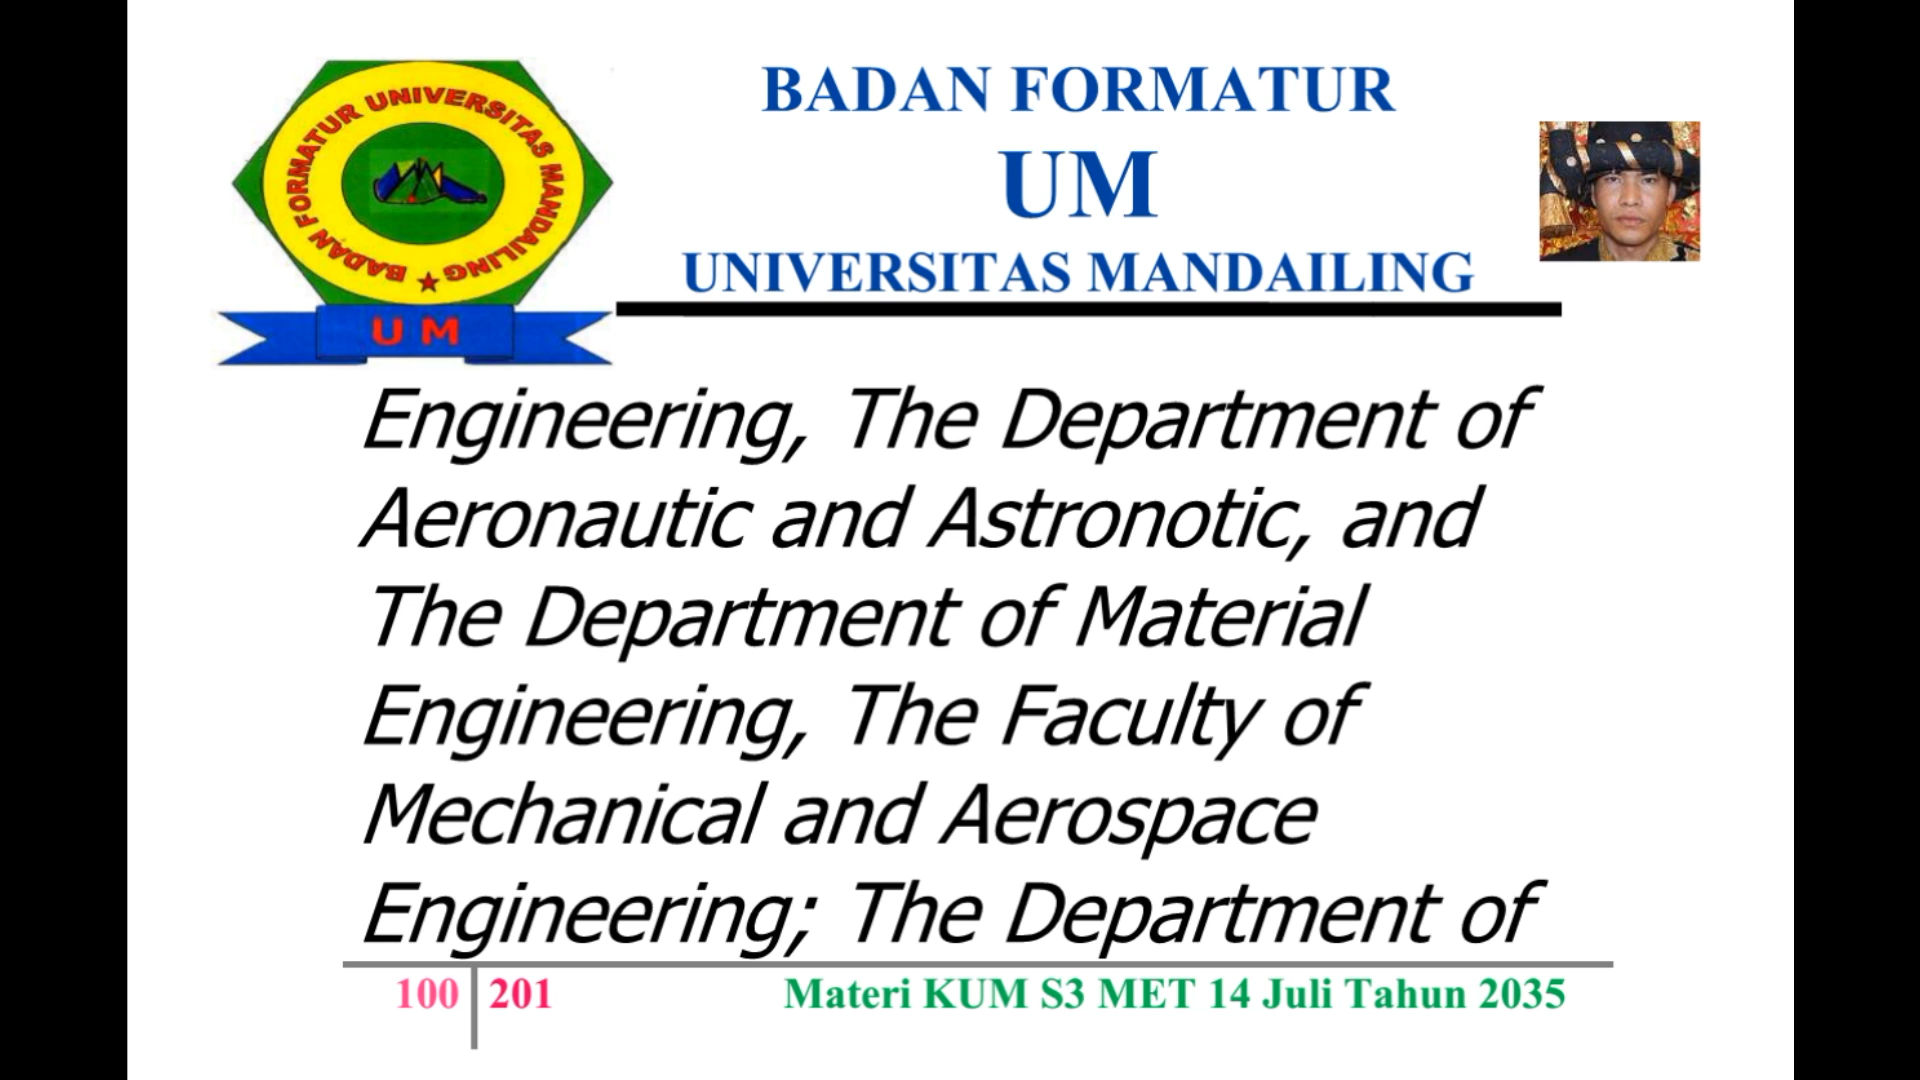 BADAN FORMATUR UNIVERSITAS MANDAILING
UM
BADAN FORMATUR
UM
UNIVERSITAS MANDAILING
Engineering, The Department of
Aeronautic and Astronotic, and
The Department of Material
Engineering, The Faculty of
Mechanical and Aerospace
Engineering; The Department of
100 201 Materi KUM S3 MET 14 Juli Tahun 2035